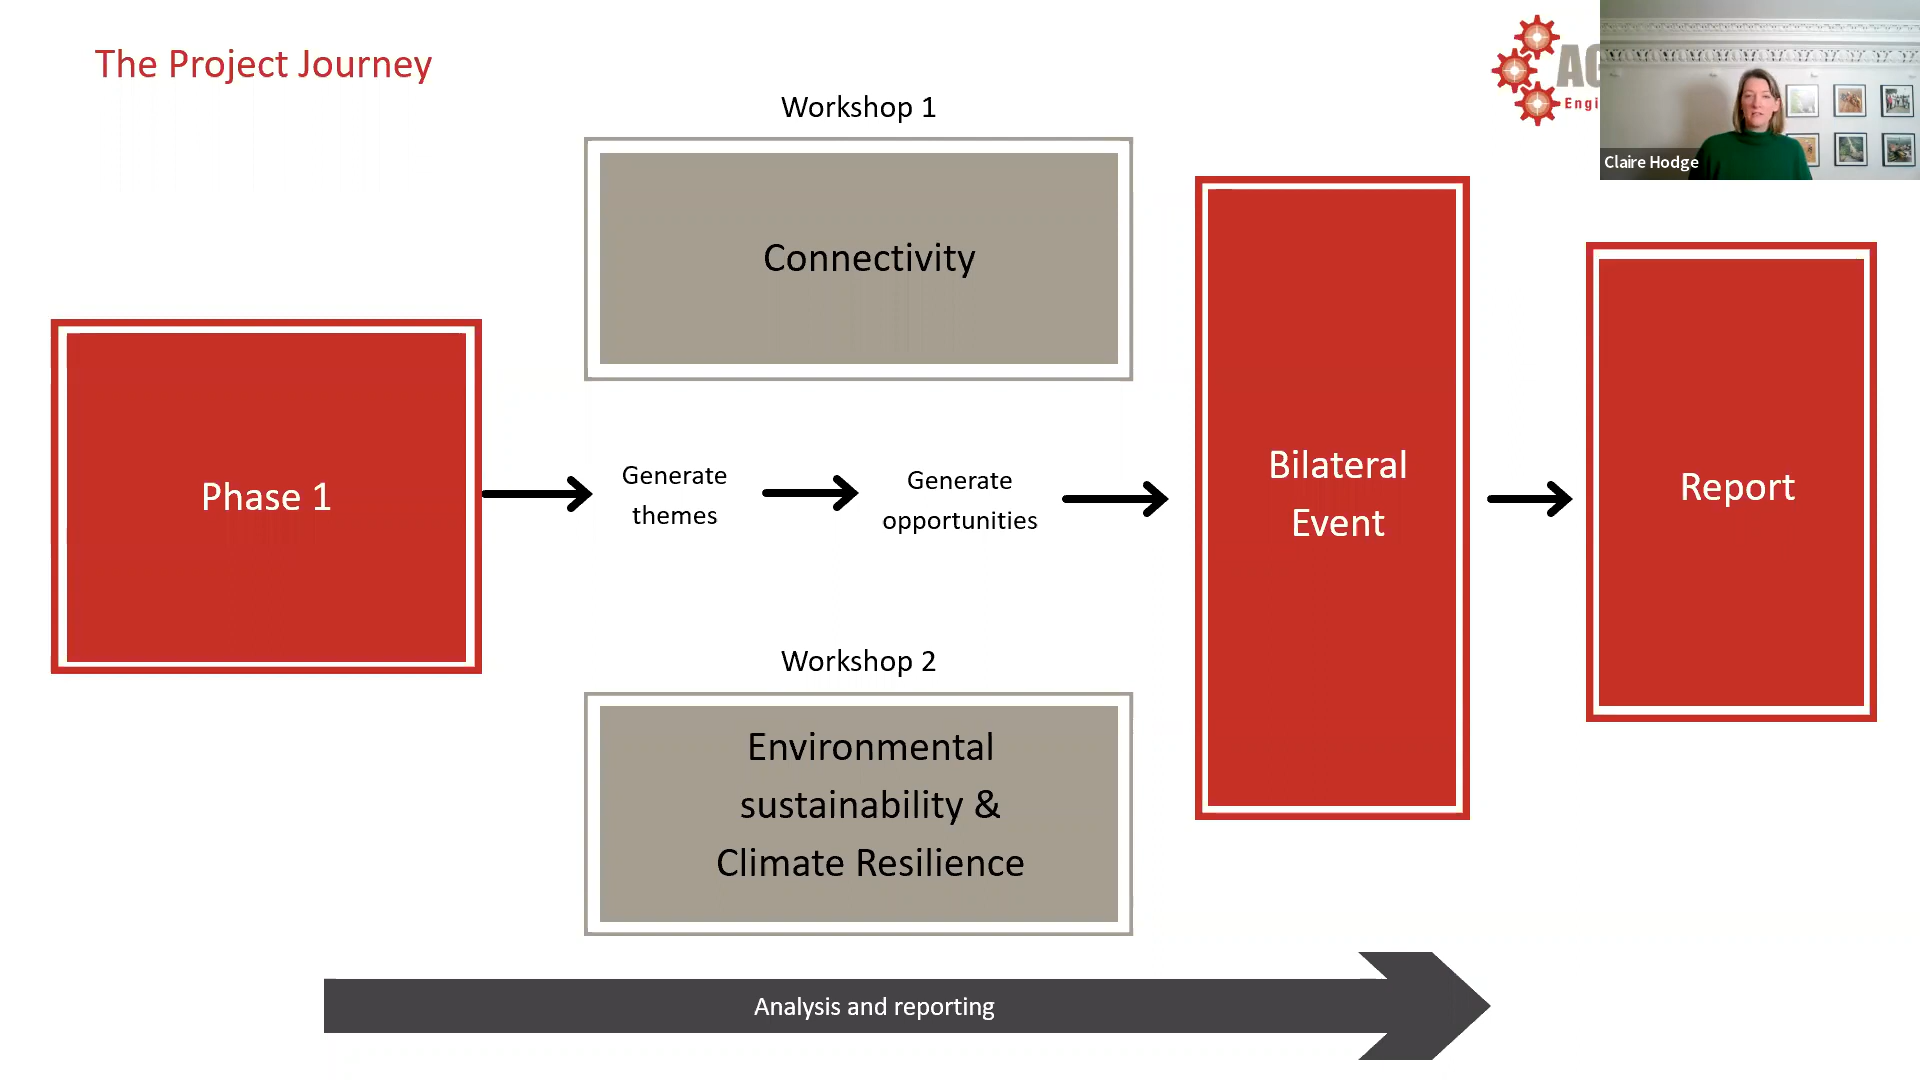 The Project Journey
Workshop 1
Connectivity
Claire Hodge
Phase 1
Generate
themes
Generate
opportunities
Bilateral
Event
Report
Workshop 2
Environmental
sustainability &
Climate Resilience
Analysis and reporting